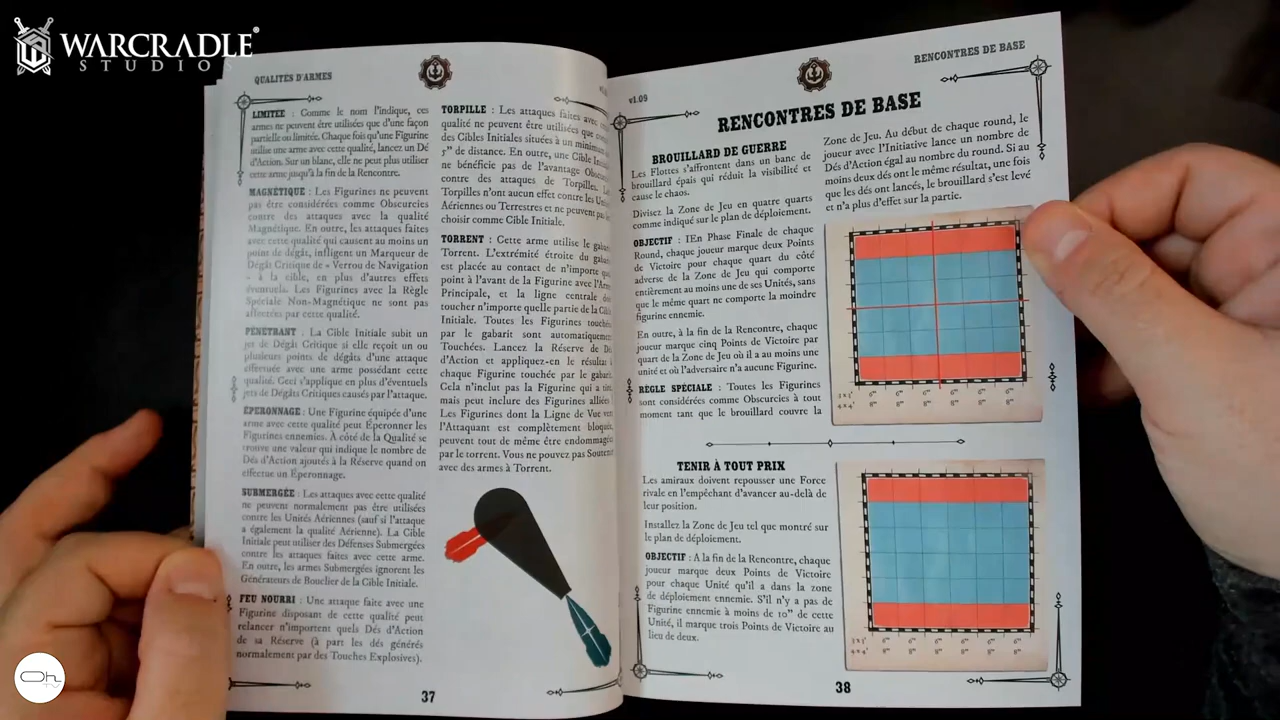 WARCRADLE
STUDIOS
QUALITÉS D'ARMES
LIMITÉE : Comme le nom l'indique, ces
armes ne peuvent être utilisées que d'une façon
partielle ou limitée. Chaque fois qu'une Figurine
utilise une arme avec cette qualité, lancez un Dé
d'Action. Sur un blanc, elle ne peut plus utiliser
cette arme jusqu'à la fin de la Rencontre.
MAGNÉTIQUE : Les Figurines ne peuvent
pas être considérées comme Obscurcies
contre des attaques avec la qualité
Magnétique. En outre, les attaques faites
avec cette qualité qui causent au moins un
point de dégât, infligent un Marqueur de
Dégât Critique de « Verrou de Navigation
» à la cible, en plus d'autres effets
éventuels. Les Figurines avec la Règle
Spéciale Non-Magnétique ne sont pas
affectées par cette qualité.
PÉNÉTRANT : La Cible Initiale subit un
jet de Dégât Critique si elle reçoit un ou
plusieurs points de dégâts d'une attaque
effectuée avec une arme possédant cette
qualité. Ceci s'applique en plus d'éventuels
jets de Dégâts Critiques causés par l'attaque.
ÉPERONNAGE : Une Figurine équipée d'une
arme avec cette qualité peut Éperonner les
Figurines ennemies. À côté de la Qualité se
trouve une valeur qui indique le nombre de
Dés d'Action ajoutés à la Réserve quand on
effectue un Éperonnage.
SUBMERGÉE : Les attaques avec cette qualité
ne peuvent normalement pas être utilisées
contre les Unités Aériennes (sauf si l'attaque
a également la qualité Aérienne). La Cible
Initiale peut utiliser des Défenses Submergées
contre les attaques faites avec cette arme.
En outre, les armes Submergées ignorent les
Générateurs de Bouclier de la Cible Initiale.
FEU NOURRI : Une attaque faite avec une
Figurine disposant de cette qualité peut
relancer n'importent quels Dés d'Action
de sa Réserve (à part les dés générés
normalement par des Touches Explosives).
TORPILLE : Les attaques faites avec
qualité ne peuvent être utilisées que
des Cibles Initiales situées à un minimum
5" de distance. En outre, une Cible
ne bénéficie pas de l'avantage
contre des attaques de Torpilles. Les
Torpilles n'ont aucun effet contre les
Aériennes ou Terrestres et ne peuvent pas
choisir comme Cible Initiale.
TORRENT : Cette arme utilise le
Torrent. L'extrémité étroite du
est placée au contact de n'importe
point à l'avant de la Figurine avec
Principale, et la ligne centrale
toucher n'importe quelle partie de la
Initiale. Toutes les Figurines
par le gabarit sont automatiquement
Touchées. Lancez la Réserve de
d'Action et appliquez-en le résultat
chaque Figurine touchée par le
Cela n'inclut pas la Figurine qui a
mais peut inclure des Figurines
Les Figurines dont la Ligne de Vue
l'Attaquant est complètement
peuvent tout de même être
par le torrent. Vous ne pouvez pas
avec des armes à Torrent.
37
RENCONTRES DE BASE
v1.09
RENCONTRES DE BASE
BROUILLARD DE GUERRE
Les Flottes s'affrontent dans un banc de
brouillard épais qui réduit la visibilité et
cause le chaos.
Divisez la Zone de Jeu en quatre quarts
comme indiqué sur le plan de déploiement.
OBJECTIF : IEn Phase Finale de chaque
Round, chaque joueur marque deux Points
de Victoire pour chaque quart du côté
adverse de la Zone de Jeu qui comporte
entièrement au moins une de ses Unités, sans
que le même quart ne comporte la moindre
figurine ennemie.
En outre, à la fin de la Rencontre, chaque
joueur marque cinq Points de Victoire par
quart de la Zone de Jeu où il a au moins une
unité et où l'adversaire n'a aucune Figurine.
RÈGLE SPÉCIALE : Toutes les Figurines
sont considérées comme Obscurcies à tout
moment tant que le brouillard couvre la
Zone de Jeu. Au début de chaque round, le
joueur avec l'Initiative lance un nombre de
Dés d'Action égal au nombre du round. Si au
moins deux dés ont le même résultat, une fois
que les dés ont lancés, le brouillard s'est levé
et n'a plus d'effet sur la partie.
TENIR À TOUT PRIX
Les amiraux doivent repousser une Force
rivale en l'empêchant d'avancer au-delà de
leur position.
Installez la Zone de Jeu tel que montré sur
le plan de déploiement.
OBJECTIF : A la fin de la Rencontre, chaque
joueur marque deux Points de Victoire
pour chaque Unité qu'il a dans la zone
de déploiement ennemie. S'il n'y a pas de
Figurine ennemie à moins de 10" de cette
Unité, il marque trois Points de Victoire au
lieu de deux.
38